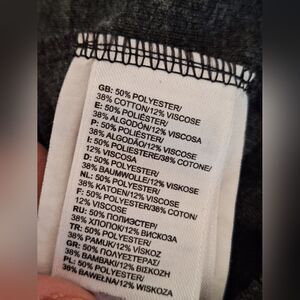 GB: 50% POLYESTER/
38% COTTON/12% VISCOSE
E: 50% POLIÉSTER/
38% ALGODÓN/12% VISCOSA
P: 50% POLIÉSTER/
38% ALGODÃO/12% VISCOSE
I: 50% POLIESTERE/38% COTONE/
12% VISCOSA
D: 50% POLYESTER/
38% BAUMWOLLE/12% VISKOSE
NL: 50% POLYESTER/
38% KATOEN/12% VISCOSE
F: 50% POLYESTER/38% COTON/
12% VISCOSE
RU: 50% ПОЛИЭСТЕР/
38% ХЛОПОК/12% ВИСКОЗА
TR: 50% POLYESTER/
38% PAMUK/12% VİSKOZ
GR: 50% ΠΟΛΥΕΣΤΕΡΑΣ/
38% ΒΑΜΒΑΚΙ/12% ΒΙΣΚΟΖΗ
PL: 50% POLIESTER/
38% BAWEŁNA/12% WISKOZA